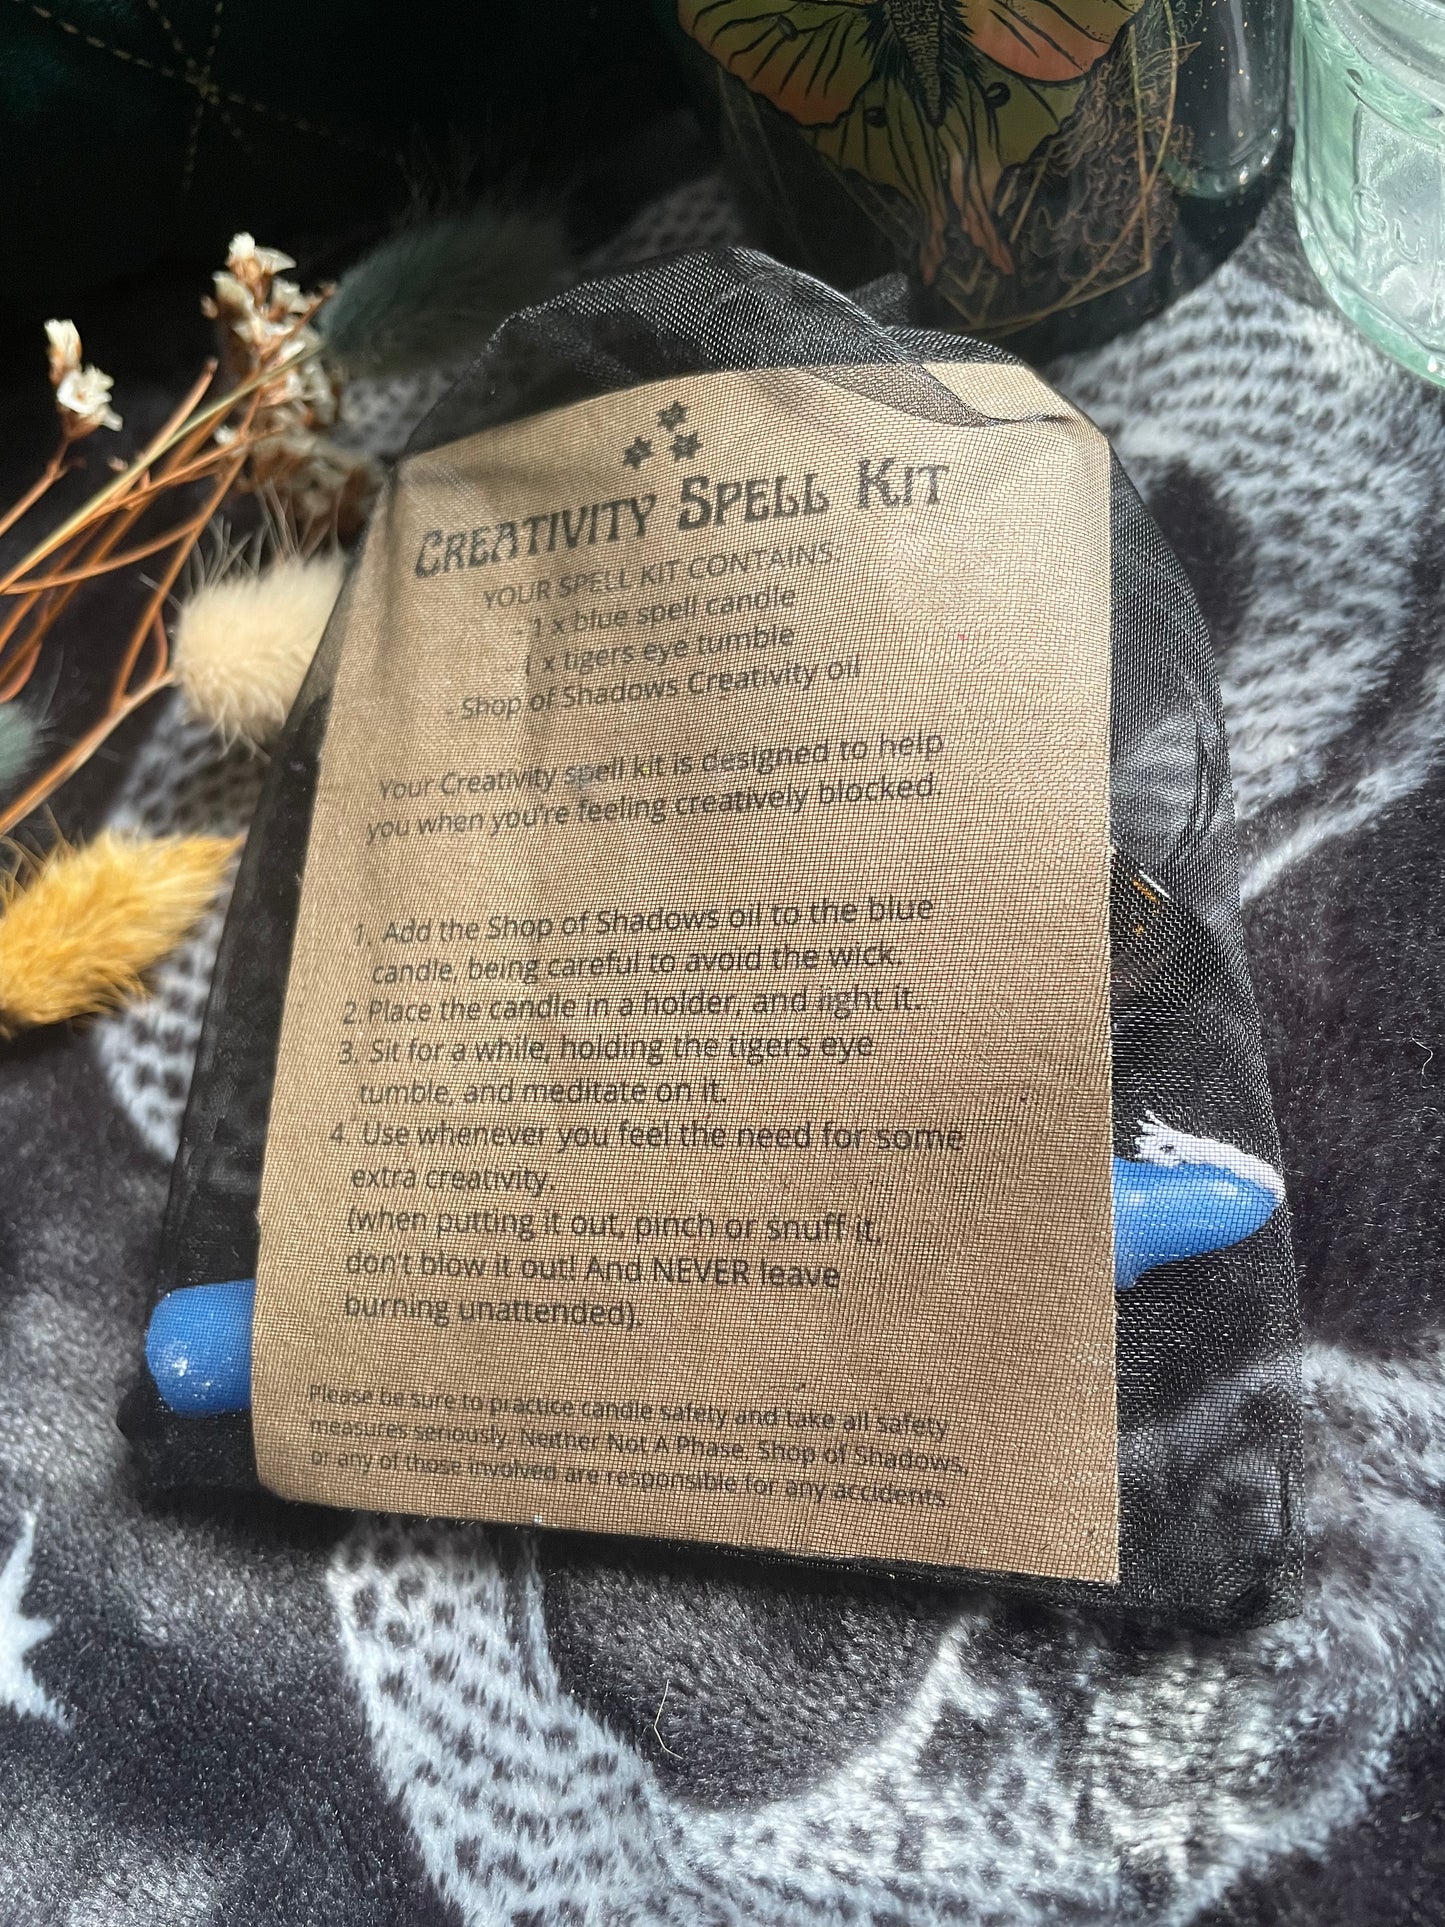 CREATIVITY SPELL KIT
YOUR SPELL KIT CONTAINS:
- 1 x blue spell candle
- 1 x tigers eye tumble
- Shop of Shadows Creativity oil
Your Creativity spell kit is designed to help
you when you're feeling creatively blocked.
1. Add the Shop of Shadows oil to the blue
candle, being careful to avoid the wick.
2. Place the candle in a holder, and light it.
3. Sit for a while, holding the tigers eye
tumble, and meditate on it.
4. Use whenever you feel the need for some
extra creativity.
(when putting it out, pinch or snuff it,
don't blow it out! And NEVER leave
burning unattended).
Please be sure to practice candle safety and take all safety
measures seriously. Neither Not A Phase, Shop of Shadows,
or any of those involved are responsible for any accidents.